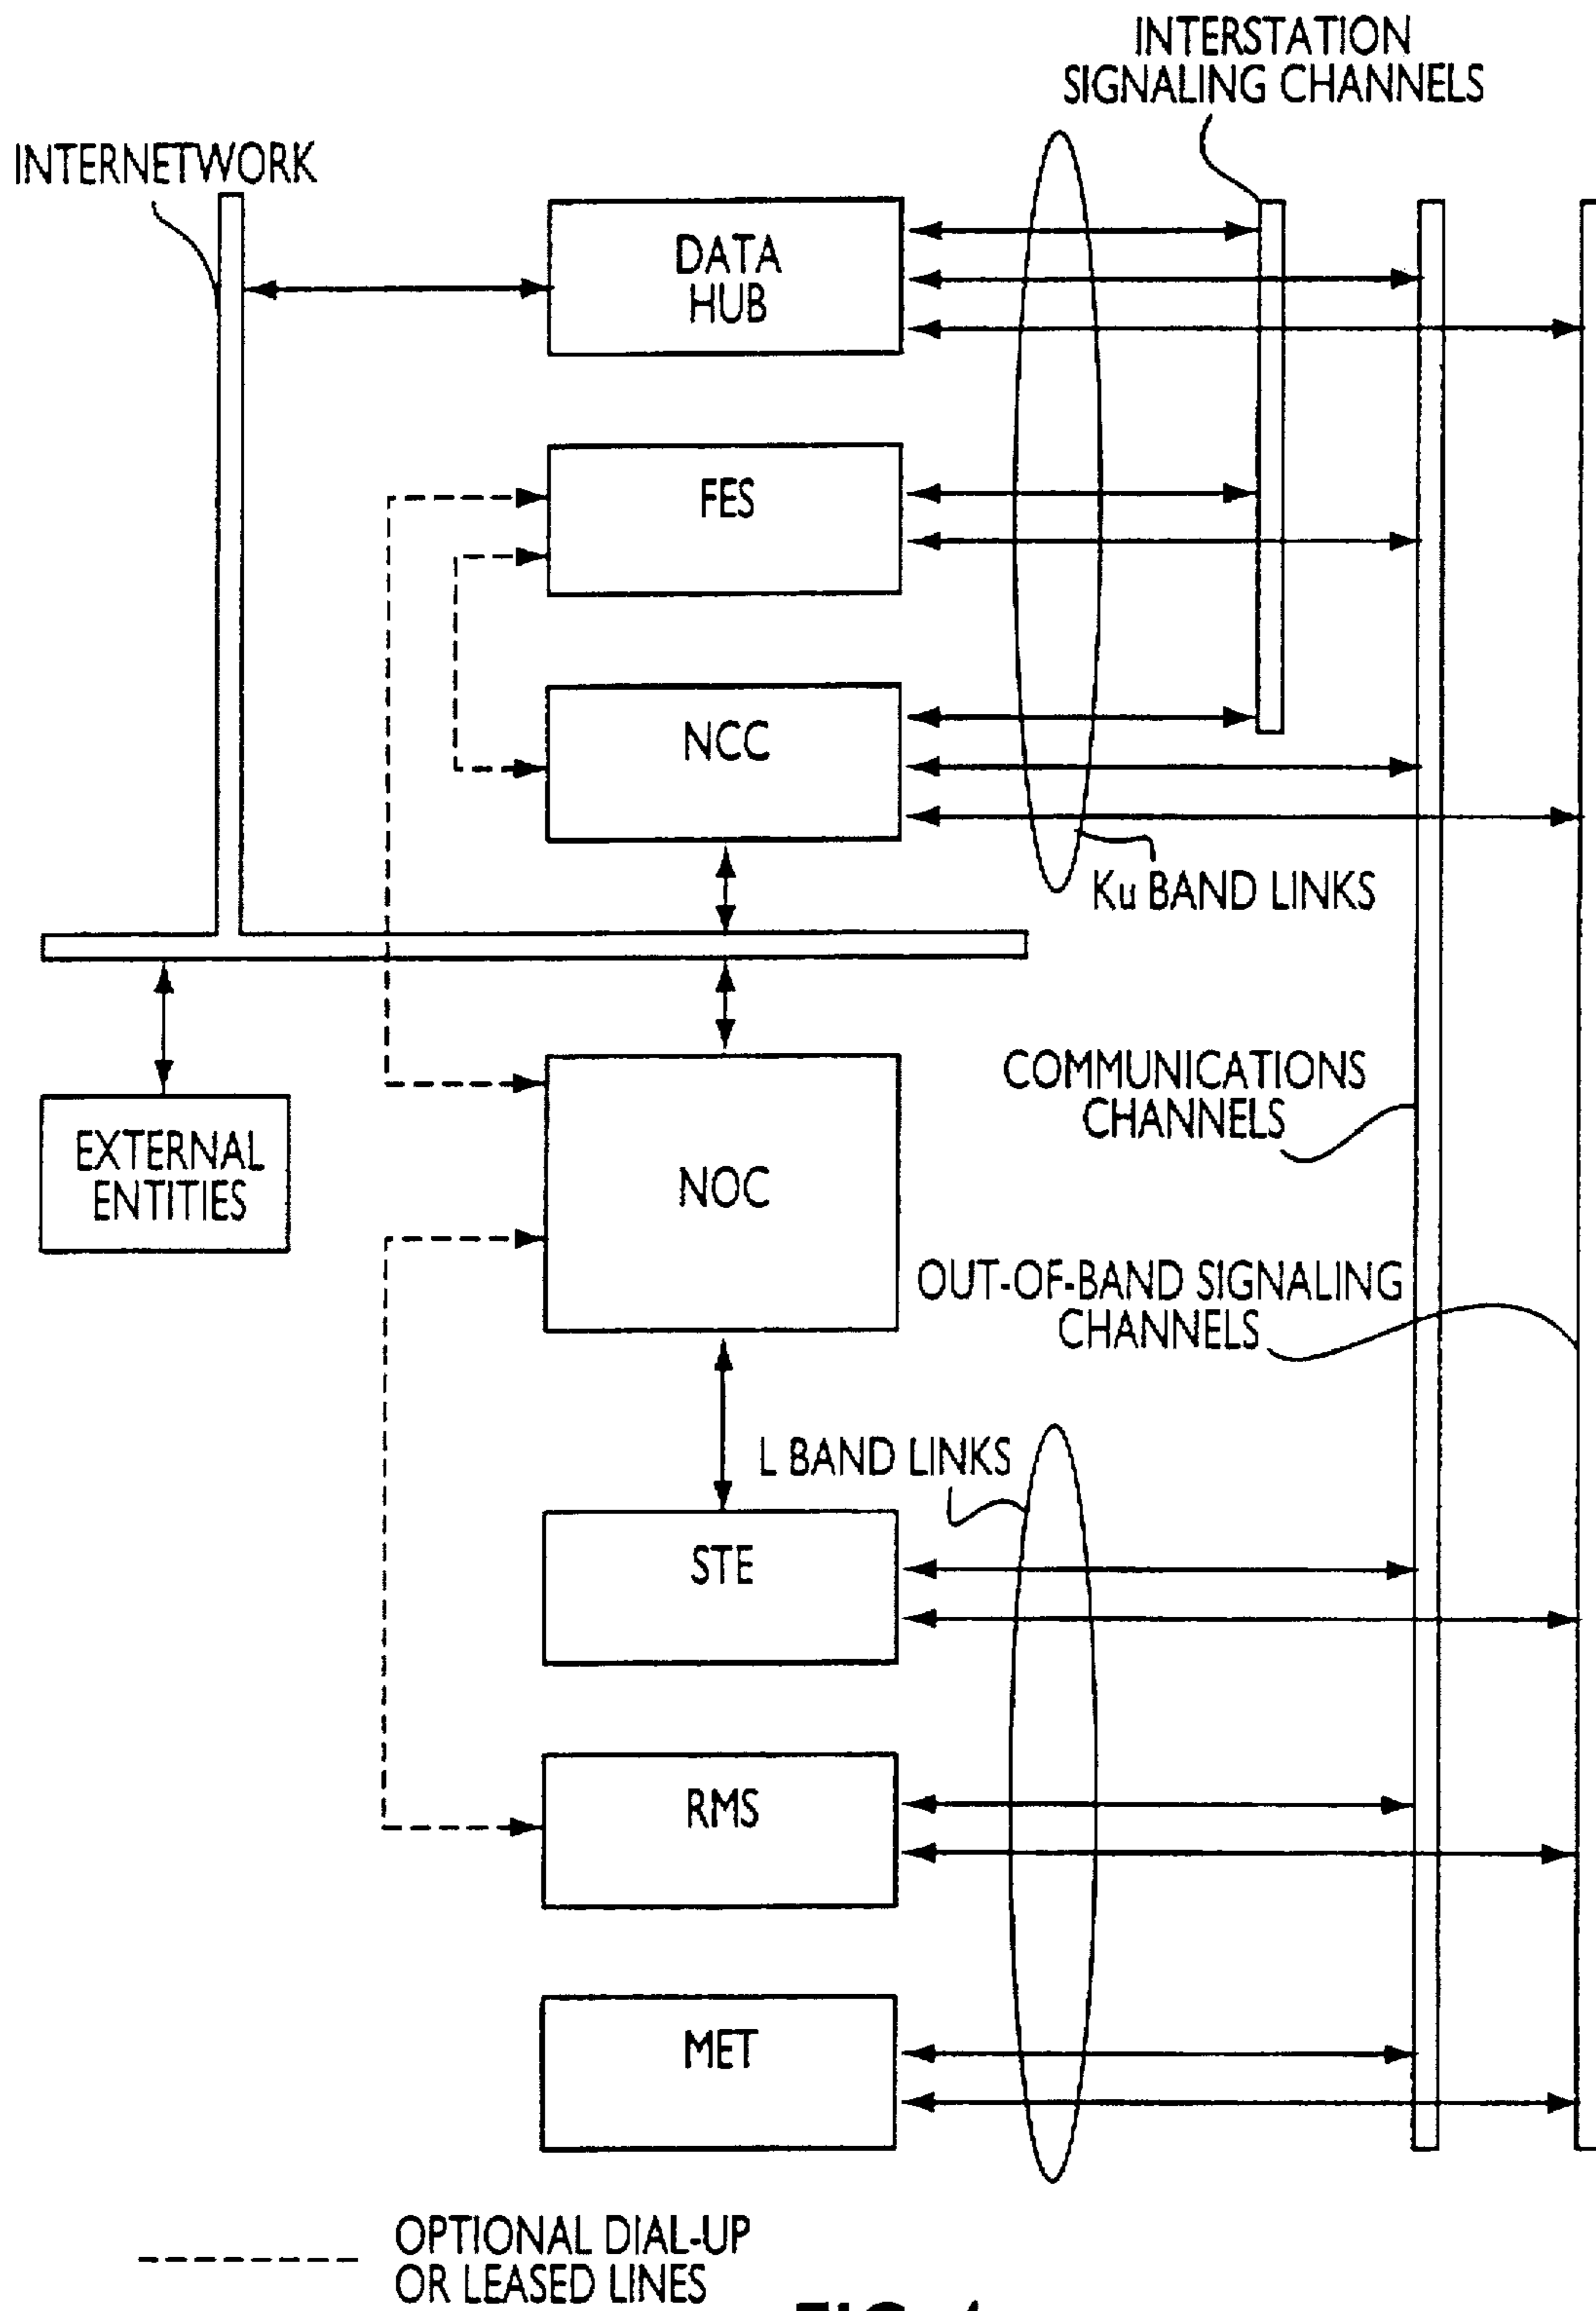 INTERSTATION
SIGNALING CHANNELS
INTERNETWORK
DATA
HUB
FES
NCC
Ku BAND LINKS
COMMUNICATIONS
CHANNELS
EXTERNAL
ENTITIES
NOC
OUT-OF-BAND SIGNALING
CHANNELS
L BAND LINKS
STE
RMS
MET
OPTIONAL DIAL-UP
OR LEASED LINES